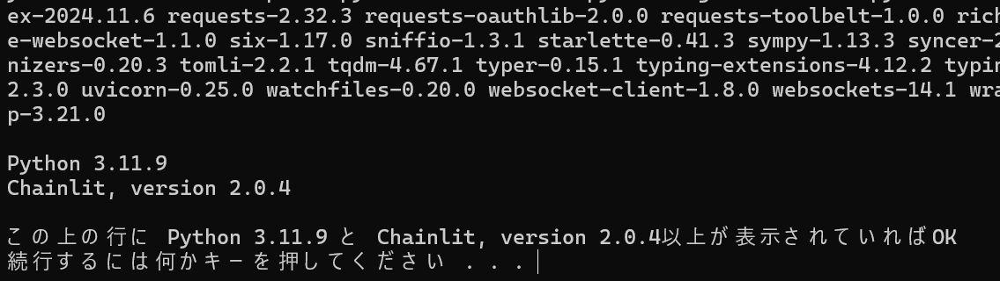 ex-2024.11.6 requests-2.32.3 requests-oauthlib-2.0.0 requests-toolbelt-1.0.0 rich
e-websocket-1.1.0 six-1.17.0 sniffio-1.3.1 starlette-0.41.3 sympy-1.13.3 syncer-2
nizers-0.20.3 tomli-2.2.1 tqdm-4.67.1 typer-0.15.1 typing-extensions-4.12.2 typin
2.3.0 uvicorn-0.25.0 watchfiles-0.20.0 websocket-client-1.8.0 websockets-14.1 wra
p-3.21.0
Python 3.11.9
Chainlit, version 2.0.4
この上の行に Python 3.11.9 と Chainlit, version 2.0.4以上が表示されていればOK
続行するには何かキーを押してください . . .